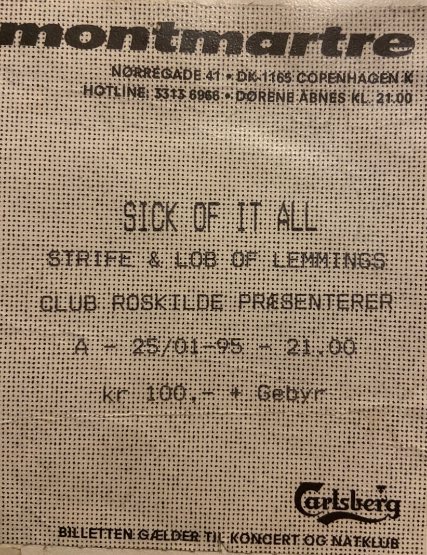 montmartre
NØRREGADE 41 • DK-1165 COPENHAGEN K
HOTLINE: 3313 6966 • DØRENE ÅBNES KL. 21.00
SICK OF IT ALL
STRIFE & LOB OF LEMMINGS
CLUB ROSKILDE PRÆSENTERER
A - 25/01-95 - 21.00
kr 100,- + Gebyr
Carlsberg
BILLETTEN GÆLDER TIL KONCERT OG NATKLUB